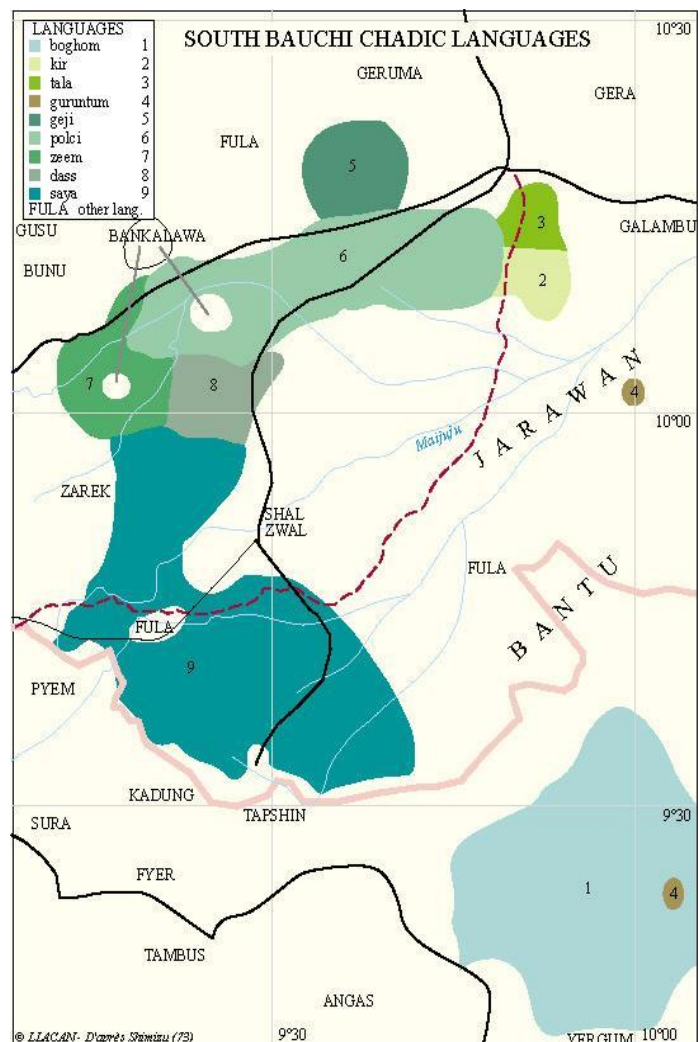 LANGUAGES
boghom 1
kir 2
tala 3
guruntum 4
geji 5
polci 6
zeem 7
dass 8
saya 9
FULA other lang.
SOUTH BAUCHI CHADIC LANGUAGES
10°30
GERUMA
GERA
FULA
5
GUSU
BANKALAWA
6
3
GALAMBU
BUNU
2
7
8
4
JARAWAN
10°00
Maijuju
ZAREK
SHAL
ZWAL
FULA
BANTU
FULA
9
PYEM
KADUNG
TAPSHIN
9°30
SURA
FYER
1
4
TAMBUS
ANGAS
© LLACAN- D'après Shimizu (73)
9°30
YERGUM
10°00